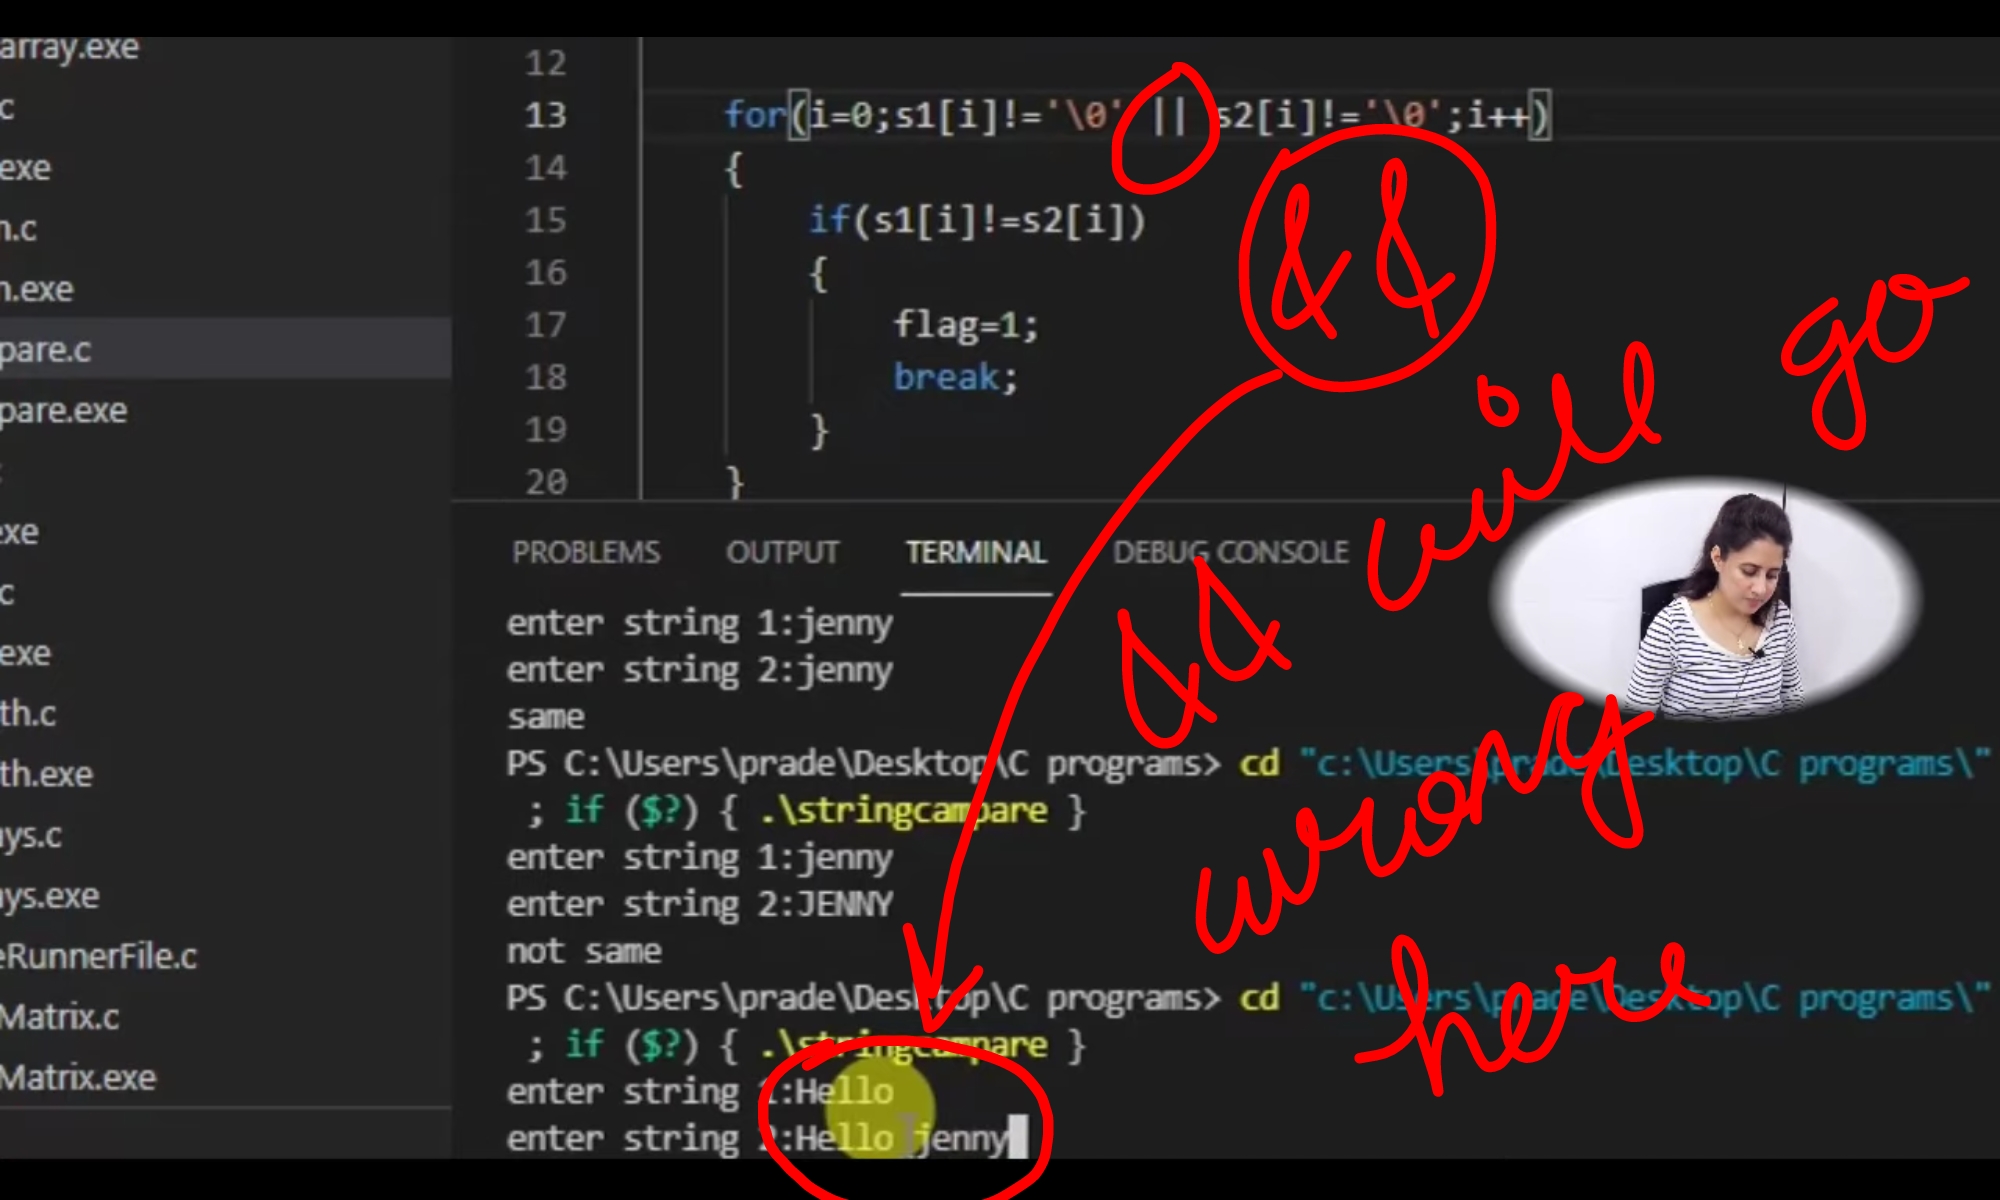 array.exe
c
exe
n.c
n.exe
pare.c
pare.exe
exe
c
exe
th.c
th.exe
ys.c
ys.exe
eRunnerFile.c
Matrix.c
Matrix.exe
12
13 for(i=0;s1[i]!='\0' || s2[i]!='\0';i++)
14 {
15 if(s1[i]!=s2[i])
16 {
17 flag=1;
18 break;
19 }
20 }
&&
&& will go
wrong
here
PROBLEMS OUTPUT TERMINAL DEBUG CONSOLE
enter string 1:jenny
enter string 2:jenny
same
PS C:\Users\prade\Desktop\C programs> cd "c:\Users\prade\Desktop\C programs\"
; if ($?) { .\stringcampare }
enter string 1:jenny
enter string 2:JENNY
not same
PS C:\Users\prade\Desktop\C programs> cd "c:\Users\prade\Desktop\C programs\"
; if ($?) { .\stringcampare }
enter string 1:Hello
enter string 2:Hello jenny